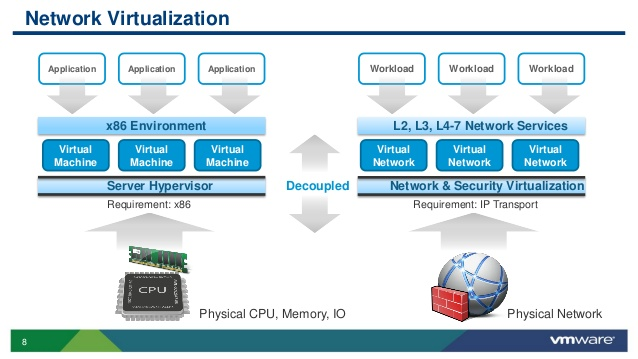 Network Virtualization
Application
Application
Application
Workload
Workload
Workload
x86 Environment
L2, L3, L4-7 Network Services
Virtual
Machine
Virtual
Machine
Virtual
Machine
Virtual
Network
Virtual
Network
Virtual
Network
Server Hypervisor
Decoupled
Network & Security Virtualization
Requirement: x86
Requirement: IP Transport
CPU
Physical CPU, Memory, IO
Physical Network
8
vmware®